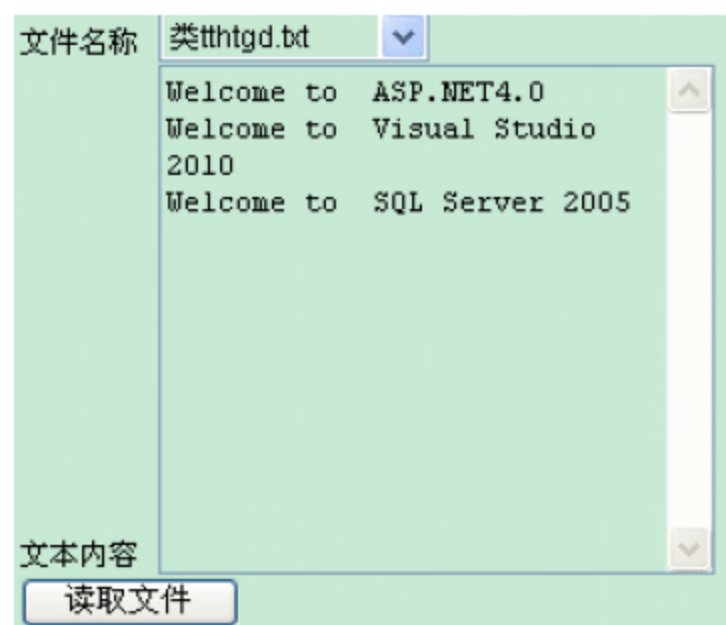 文件名称 类tthtgd.txt
Welcome to  ASP.NET4.0
Welcome to  Visual Studio
2010
Welcome to  SQL Server 2005
文本内容
读取文件